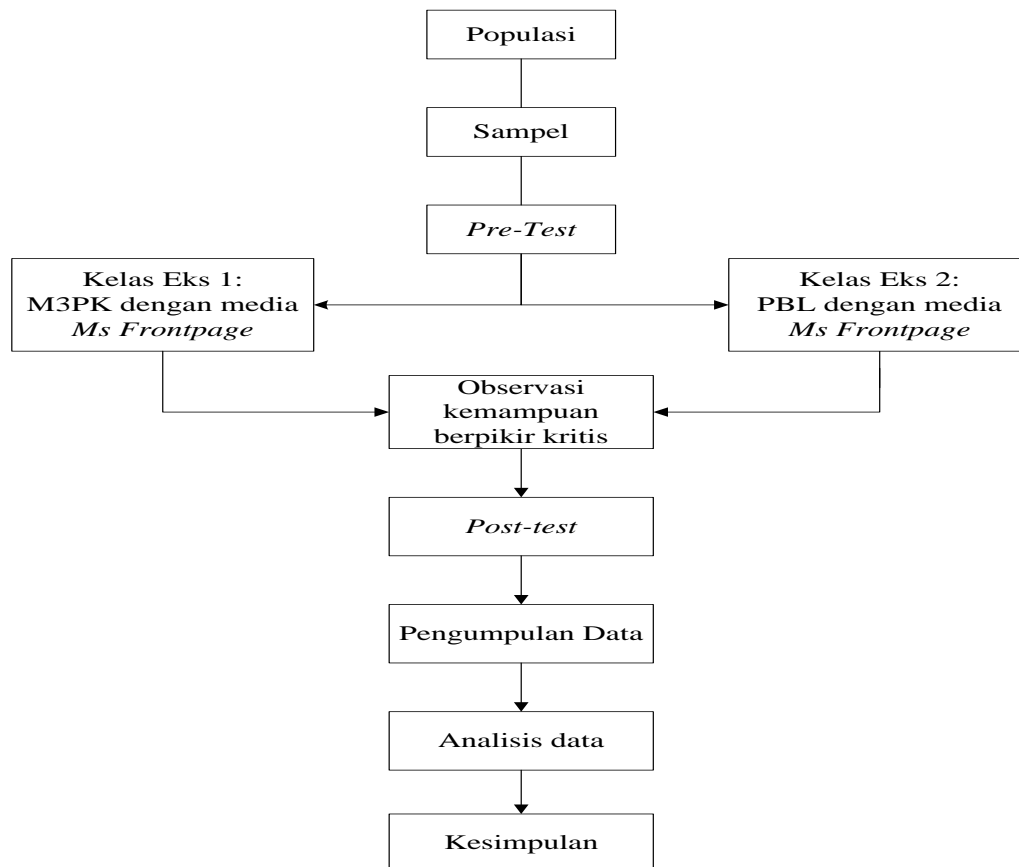 Populasi
Sampel
Pre-Test
Kelas Eks 1:
M3PK dengan media
Ms Frontpage
Kelas Eks 2:
PBL dengan media
Ms Frontpage
Observasi
kemampuan
berpikir kritis
Post-test
Pengumpulan Data
Analisis data
Kesimpulan